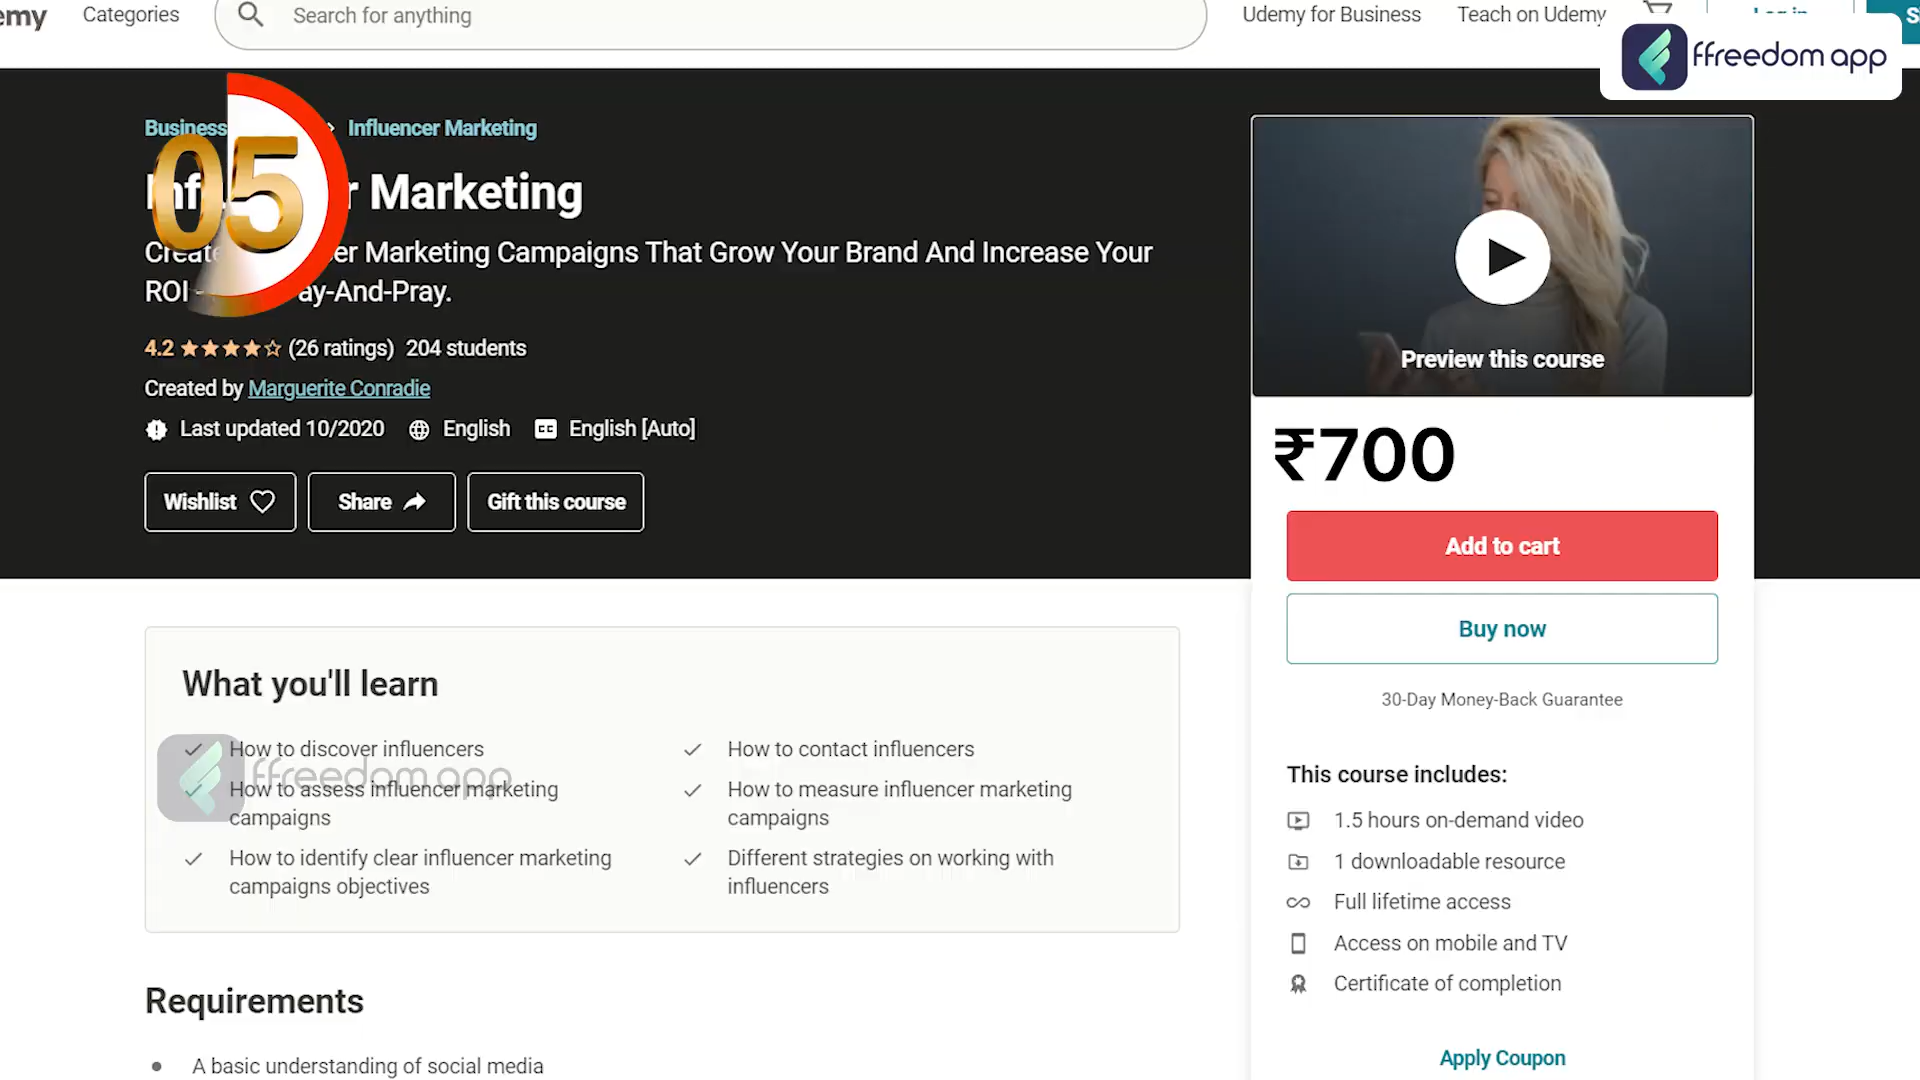 emy
Categories
Search for anything
Udemy for Business
Teach on Udemy
Log in
ffreedom app
Business
Influencer Marketing
05
r Marketing
Create er Marketing Campaigns That Grow Your Brand And Increase Your
ROI - ay-And-Pray.
4.2 (26 ratings) 204 students
Created by Marguerite Conradie
Last updated 10/2020 English English [Auto]
Wishlist
Share
Gift this course
Preview this course
₹700
Add to cart
Buy now
30-Day Money-Back Guarantee
What you'll learn
How to discover influencers
How to assess influencer marketing
campaigns
How to identify clear influencer marketing
campaigns objectives
How to contact influencers
How to measure influencer marketing
campaigns
Different strategies on working with
influencers
ffreedom app
This course includes:
1.5 hours on-demand video
1 downloadable resource
Full lifetime access
Access on mobile and TV
Certificate of completion
Apply Coupon
Requirements
A basic understanding of social media